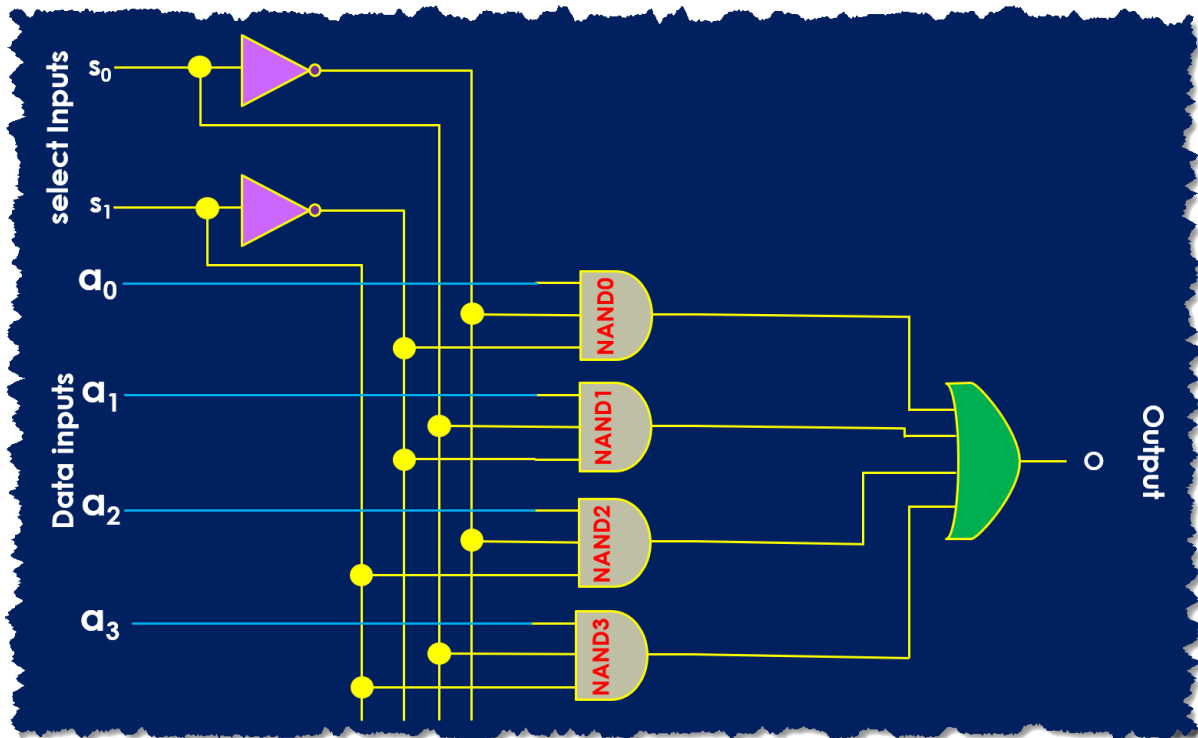 select Inputs
s0
s1
Data inputs
a0
a1
a2
a3
NAND0
NAND1
NAND2
NAND3
O
Output